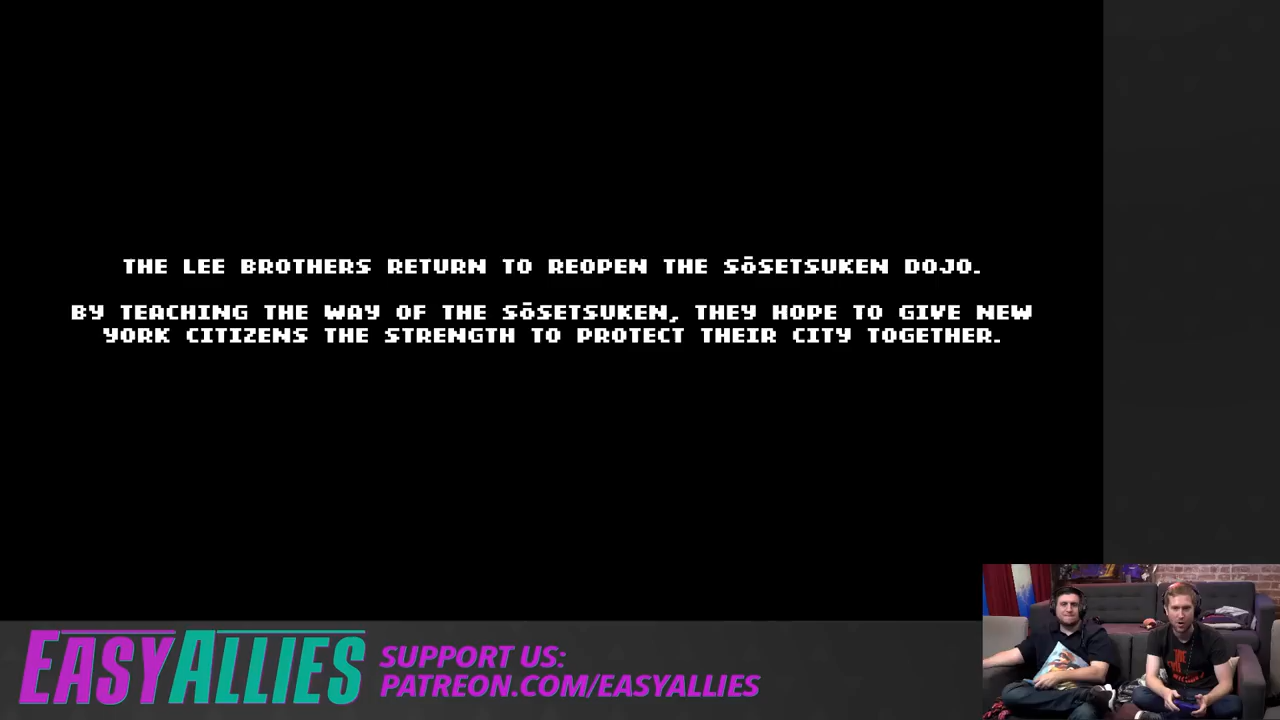 THE LEE BROTHERS RETURN TO REOPEN THE SŌSETSUKEN DOJO.
BY TEACHING THE WAY OF THE SŌSETSUKEN, THEY HOPE TO GIVE NEW
YORK CITIZENS THE STRENGTH TO PROTECT THEIR CITY TOGETHER.
EASYALLIES
SUPPORT US:
PATREON.COM/EASYALLIES